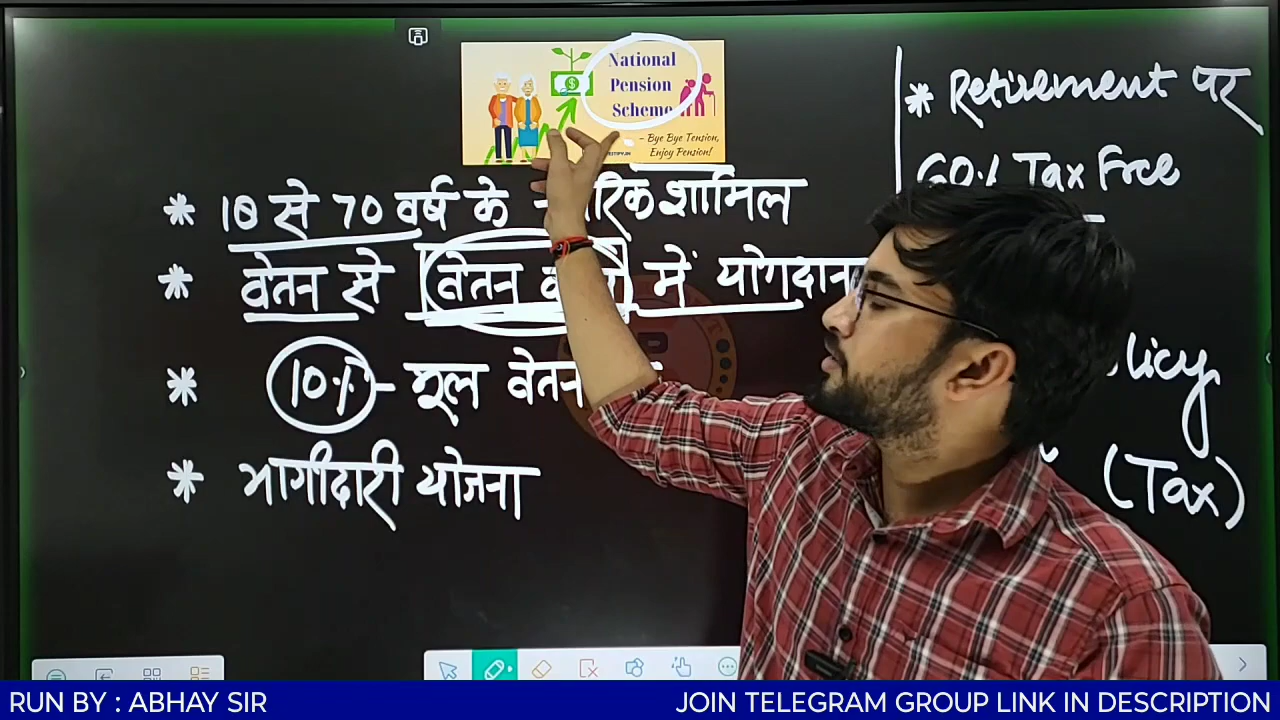 National
Pension
Scheme
– Bye Bye Tension,
Enjoy Pension!
* 18 से 70 वर्ष के शामिल
* वेतन से वेतन में योगदान
* 10% – मूल वेतन
* भागीदारी योजना
* Retirement पर
60% Tax Free
(Tax)
RUN BY : ABHAY SIR
JOIN TELEGRAM GROUP LINK IN DESCRIPTION